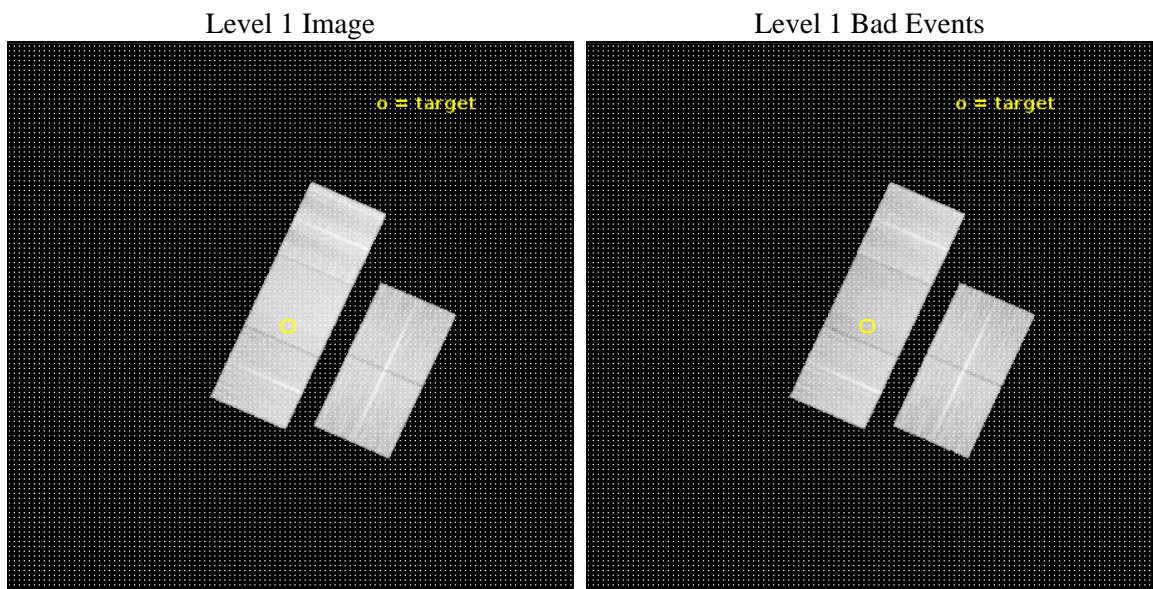 Level 1 Image
Level 1 Bad Events
o = target
o = target